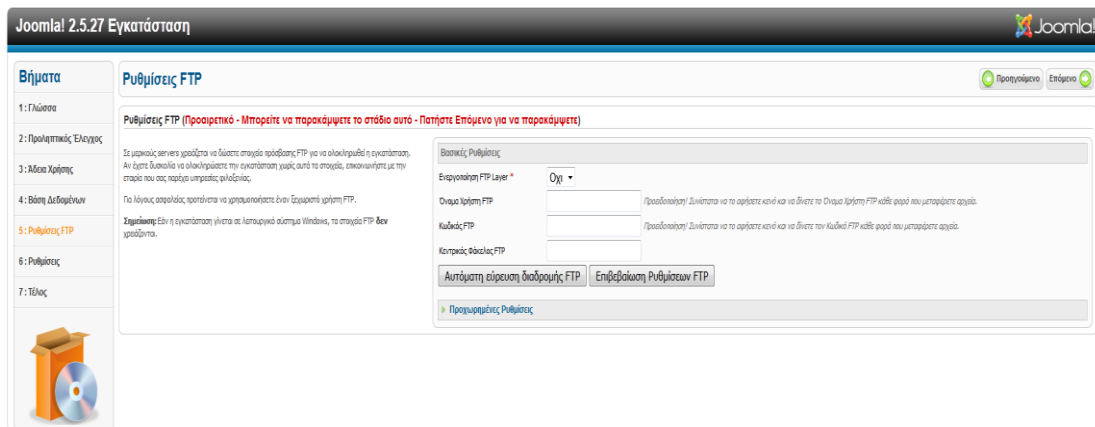 Joomla! 2.5.27 Εγκατάσταση
Joomla!
Βήματα
1 : Γλώσσα
2 : Προληπτικός Έλεγχος
3 : Άδεια Χρήσης
4 : Βάση Δεδομένων
5 : Ρυθμίσεις FTP
6 : Ρυθμίσεις
7 : Τέλος
Ρυθμίσεις FTP
Προηγούμενο
Επόμενο
Ρυθμίσεις FTP (Προαιρετικό - Μπορείτε να παρακάμψετε το στάδιο αυτό - Πατήστε Επόμενο για να παρακάμψετε)
Σε μερικούς servers χρειάζεται να δώσετε στοιχεία πρόσβασης FTP για να ολοκληρωθεί η εγκατάσταση.
Αν έχετε δυσκολία να ολοκληρώσετε την εγκατάσταση χωρίς αυτά τα στοιχεία, επικοινωνήστε με την
εταιρία που σας παρέχει υπηρεσίες φιλοξενίας.
Για λόγους ασφαλείας προτείνεται να χρησιμοποιήσετε έναν ξεχωριστό χρήστη FTP.
Σημείωση: Εάν η εγκατάσταση γίνεται σε λειτουργικό σύστημα Windows, τα στοιχεία FTP δεν
χρειάζονται.
Βασικές Ρυθμίσεις
Ενεργοποίηση FTP Layer *
Οχι
Όνομα Χρήστη FTP
Προειδοποίηση! Συνίσταται να το αφήσετε κενό και να δίνετε το Όνομα Χρήστη FTP κάθε φορά που μεταφέρετε αρχεία.
Κωδικός FTP
Προειδοποίηση! Συνίσταται να το αφήσετε κενό και να δίνετε τον Κωδικό FTP κάθε φορά που μεταφέρετε αρχεία.
Κεντρικός Φάκελος FTP
Αυτόματη εύρευση διαδρομής FTP
Επιβεβαίωση Ρυθμίσεων FTP
Προχωρημένες Ρυθμίσεις